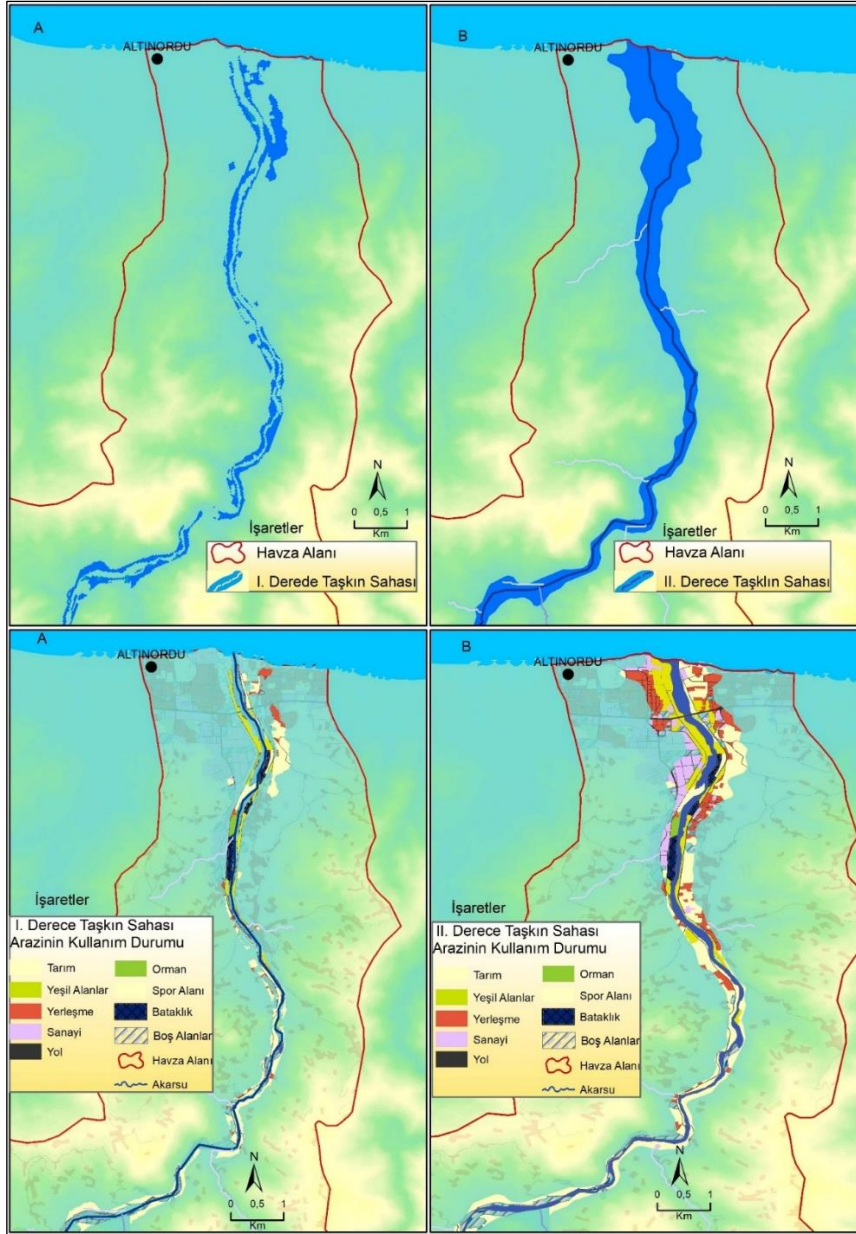 A
ALTINORDU
N
0 0,5 1
Km
İşaretler
Havza Alanı
I. Derede Taşkın Sahası
B
ALTINORDU
N
0 0,5 1
Km
İşaretler
Havza Alanı
II. Derece Taşklın Sahası
A
ALTINORDU
İşaretler
I. Derece Taşkın Sahası
Arazinin Kullanım Durumu
Tarım
Orman
Yeşil Alanlar
Spor Alanı
Yerleşme
Bataklık
Sanayi
Boş Alanlar
Yol
Havza Alanı
Akarsu
N
0 0,5 1
Km
B
ALTINORDU
İşaretler
II. Derece Taşkın Sahası
Arazinin Kullanım Durumu
Tarım
Orman
Yeşil Alanlar
Spor Alanı
Yerleşme
Bataklık
Sanayi
Boş Alanlar
Yol
Havza Alanı
Akarsu
N
0 0,5 1
Km